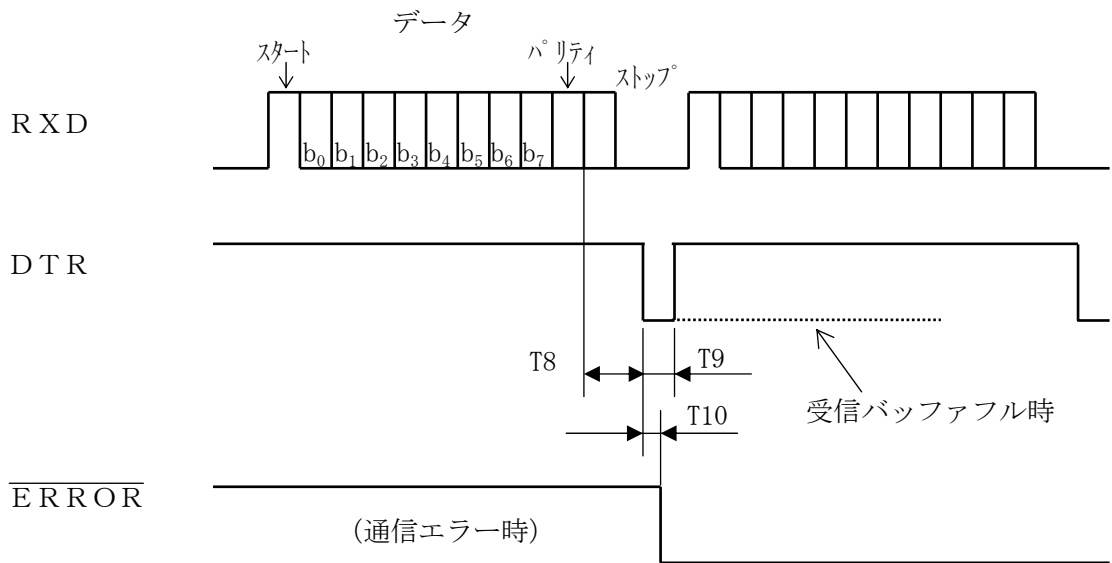 データ
スタート
パリティ
ストップ
RXD
b0 b1 b2 b3 b4 b5 b6 b7
DTR
T8
T9
受信バッファフル時
T10
ERROR
(通信エラー時)